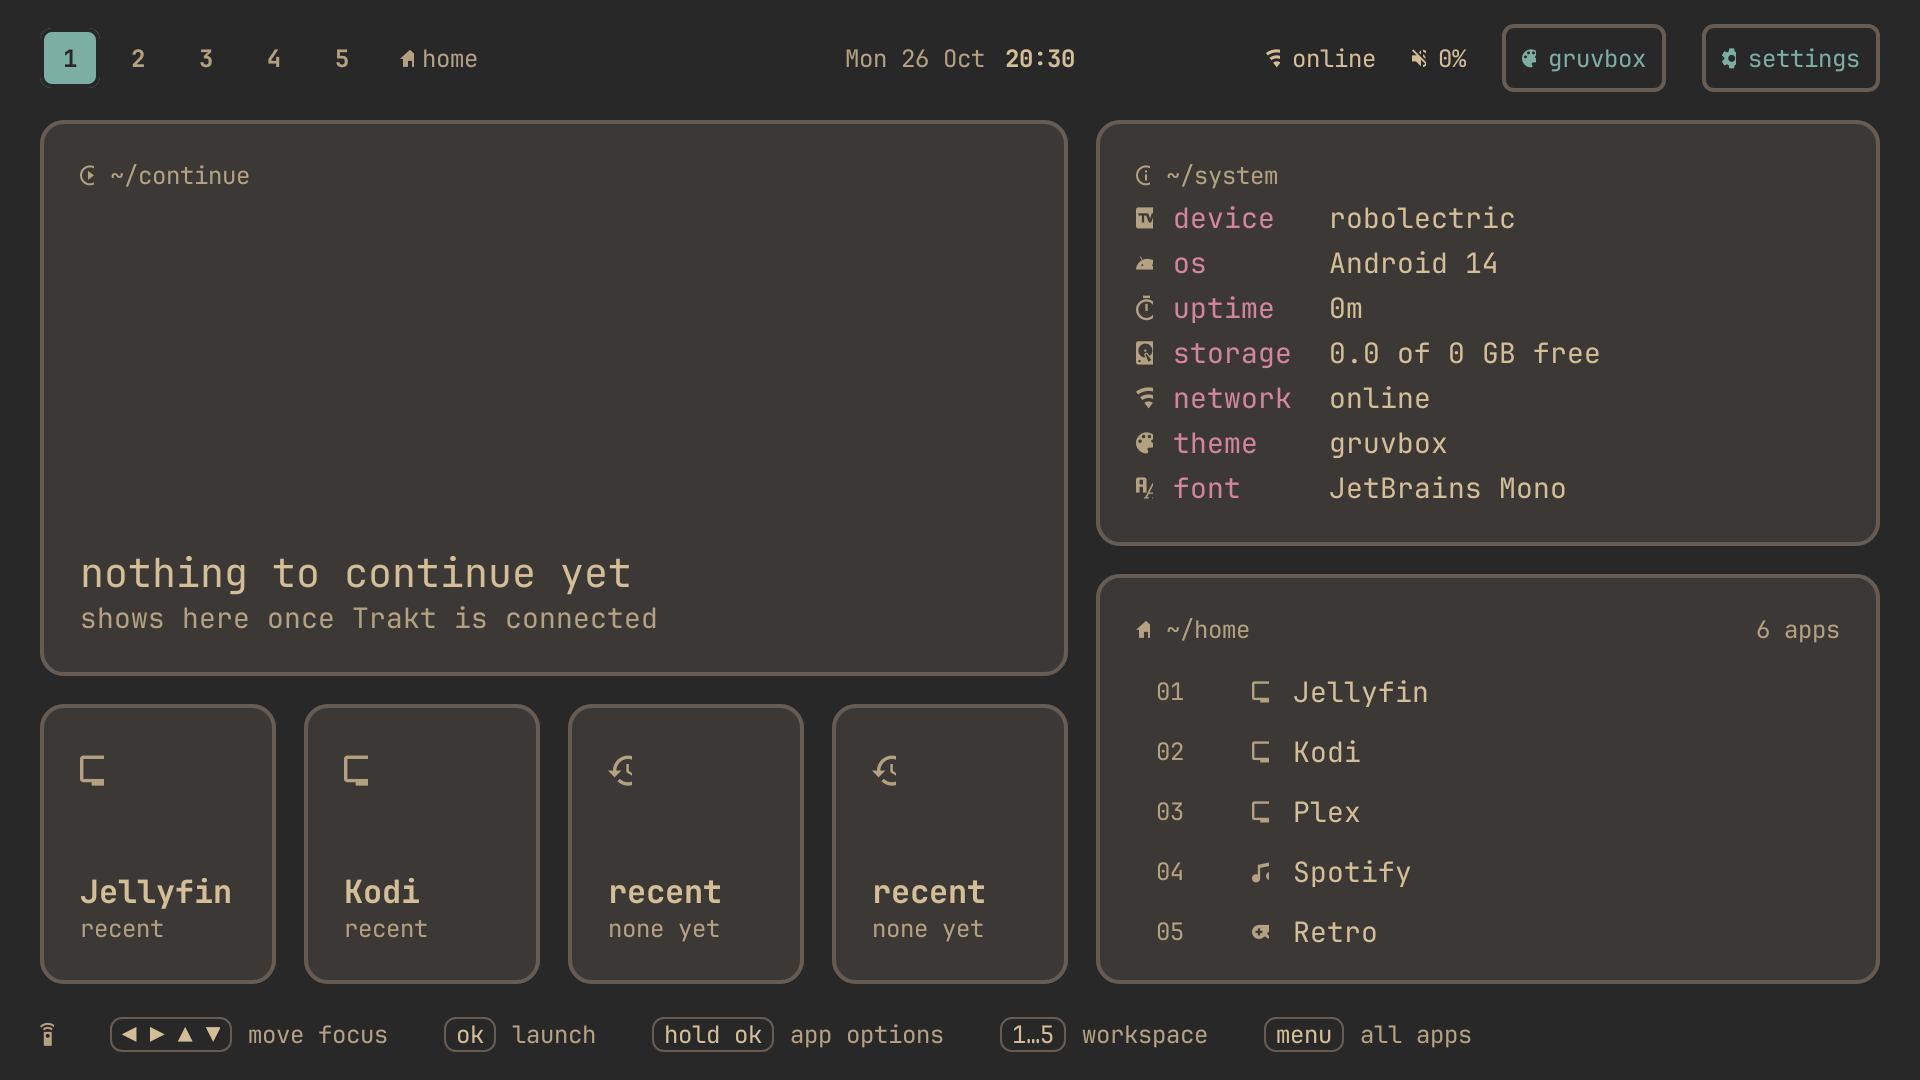 1 2 3 4 5 home Mon 26 Oct 20:30 online 0% gruvbox settings
~/continue
nothing to continue yet
shows here once Trakt is connected
~/system
device robolectric
os Android 14
uptime 0m
storage 0.0 of 0 GB free
network online
theme gruvbox
font JetBrains Mono
Jellyfin
recent
Kodi
recent
recent
none yet
recent
none yet
~/home 6 apps
01 Jellyfin
02 Kodi
03 Plex
04 Spotify
05 Retro
◀ ▶ ▲ ▼ move focus ok launch hold ok app options 1…5 workspace menu all apps